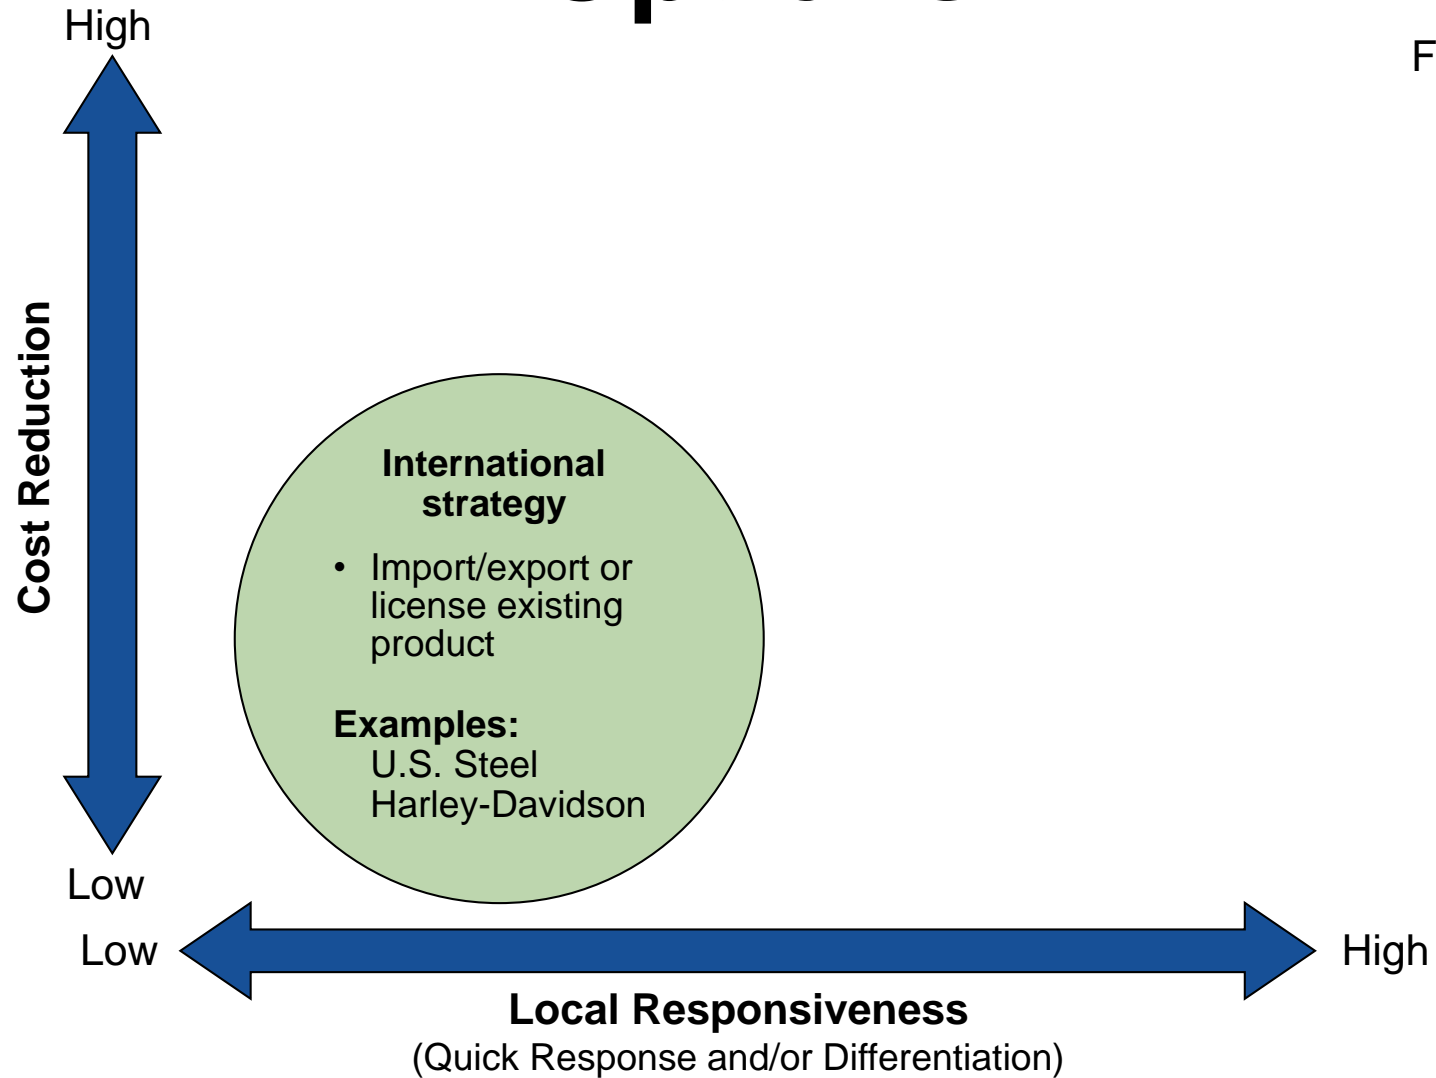 High
F
Cost Reduction
International
strategy
• Import/export or
license existing
product
Examples:
U.S. Steel
Harley-Davidson
Low
Low
High
Local Responsiveness
(Quick Response and/or Differentiation)